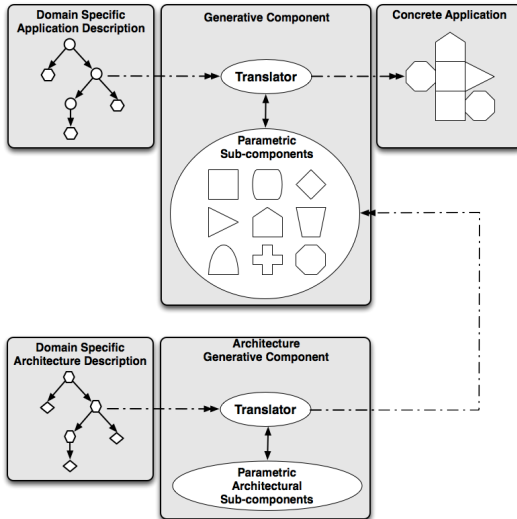 Domain Specific
Application Description
Generative Component
Translator
Parametric
Sub-components
Concrete Application
Domain Specific
Architecture Description
Architecture
Generative Component
Translator
Parametric
Architectural
Sub-components